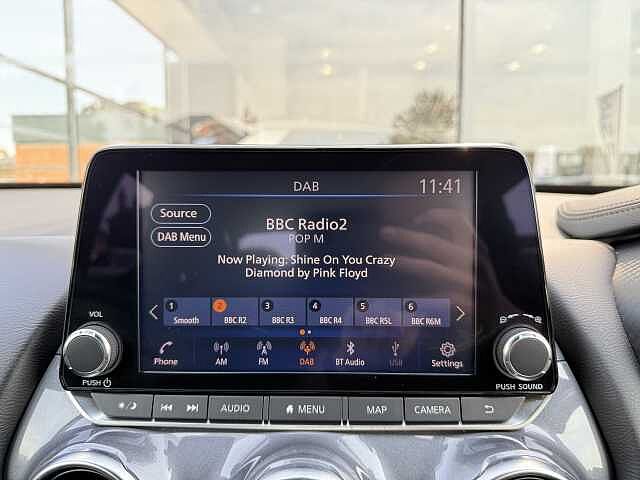 DAB
11:41
Source
DAB Menu
BBC Radio2
POP M
Now Playing: Shine On You Crazy
Diamond by Pink Floyd
1 2 3 4 5 6
Smooth BBC R2 BBC R3 BBC R4 BBC R5L BBC R6M
Phone AM FM DAB BT Audio USB Settings
VOL
PUSH
PUSH SOUND
AUDIO MENU MAP CAMERA